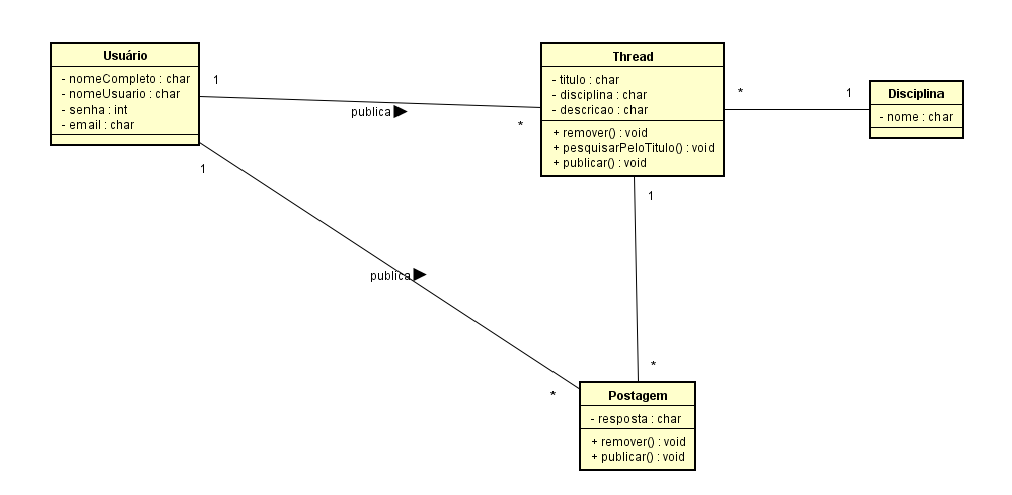 Usuário
- nomeCompleto : char
- nomeUsuario : char
- senha : int
- email : char
1
publica
*
Thread
- titulo : char
- disciplina : char
- descricao : char
+ remover() : void
+ pesquisarPeloTitulo() : void
+ publicar() : void
*
1
Disciplina
- nome : char
1
publica
*
1
*
Postagem
- resposta : char
+ remover() : void
+ publicar() : void